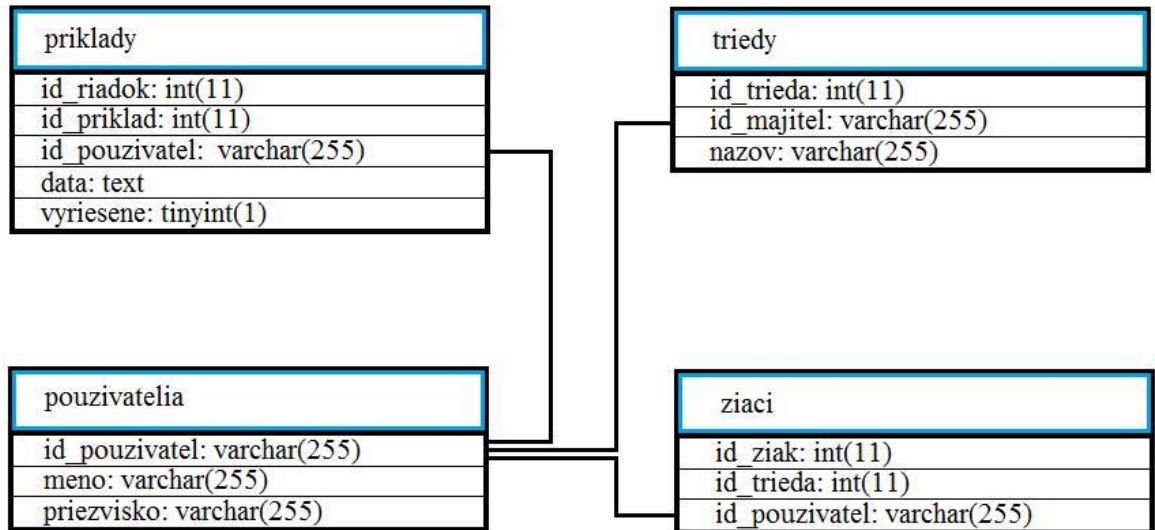 priklady
id_riadok: int(11)
id_priklad: int(11)
id_pouzivatel: varchar(255)
data: text
vyriesene: tinyint(1)
triedy
id_trieda: int(11)
id_majitel: varchar(255)
nazov: varchar(255)
pouzivatelia
id_pouzivatel: varchar(255)
meno: varchar(255)
priezvisko: varchar(255)
ziaci
id_ziak: int(11)
id_trieda: int(11)
id_pouzivatel: varchar(255)